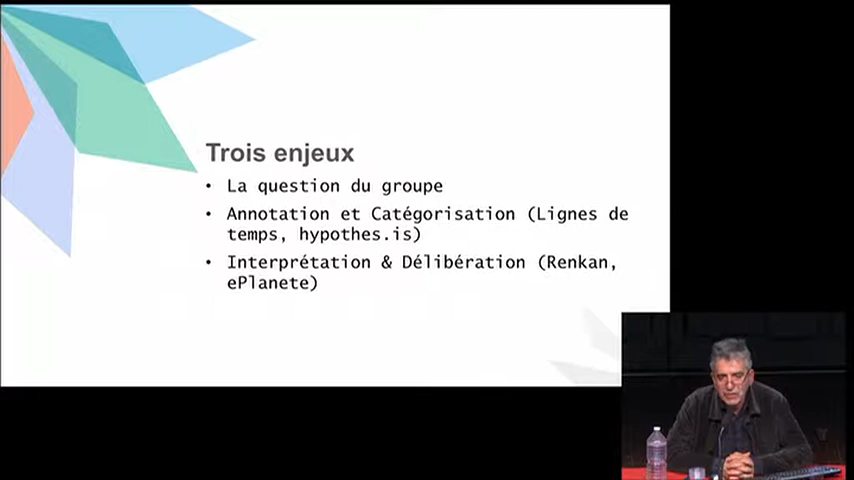 Trois enjeux
• La question du groupe
• Annotation et Catégorisation (Lignes de
temps, hypothes.is)
• Interprétation & Délibération (Renkan,
ePlanete)